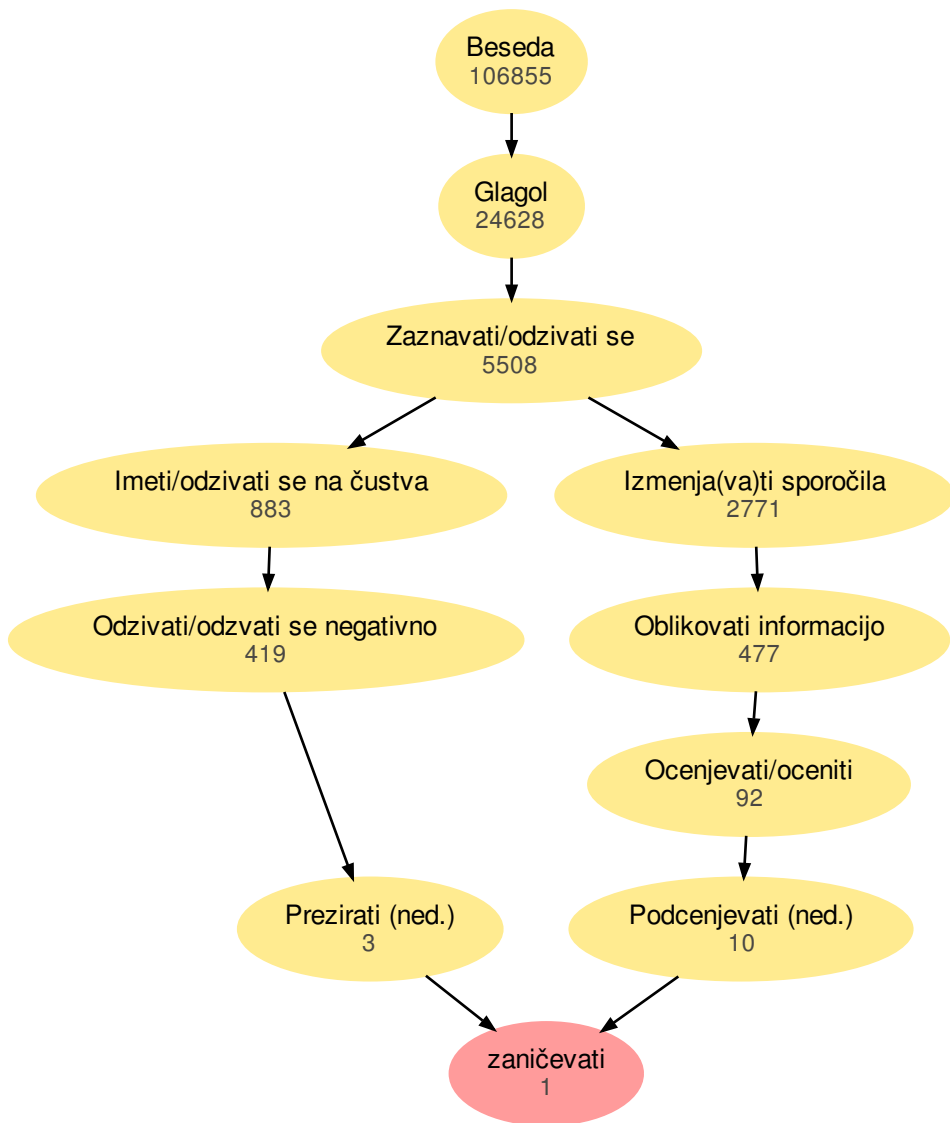 Beseda
106855
Glagol
24628
Zaznavati/odzivati se
5508
Imeti/odzivati se na čustva
883
Izmenja(va)ti sporočila
2771
Odzivati/odzvati se negativno
419
Oblikovati informacijo
477
Ocenjevati/oceniti
92
Prezirati (ned.)
3
Podcenjevati (ned.)
10
zaničevati
1